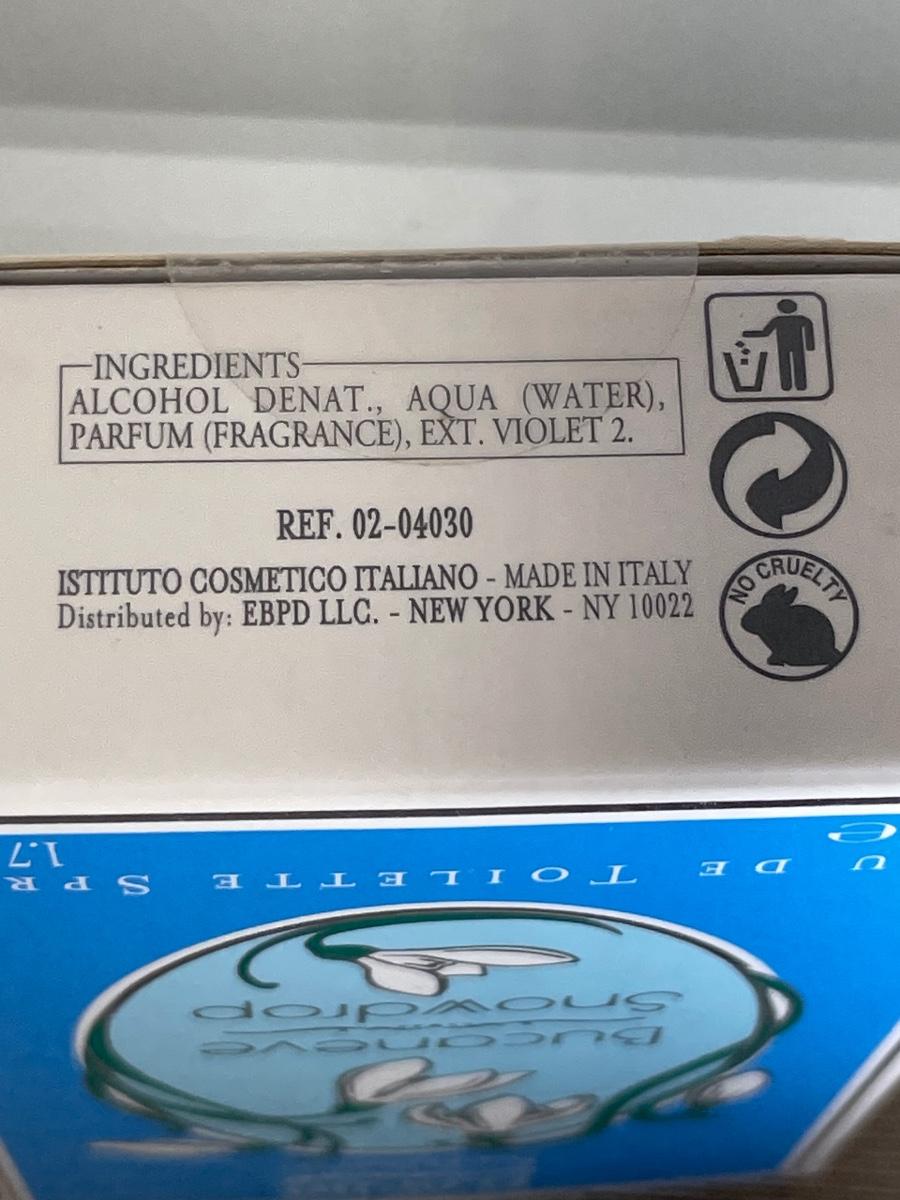 INGREDIENTS
ALCOHOL DENAT., AQUA (WATER),
PARFUM (FRAGRANCE), EXT. VIOLET 2.
REF. 02-04030
ISTITUTO COSMETICO ITALIANO - MADE IN ITALY
Distributed by: EBPD LLC. - NEW YORK - NY 10022
NO CRUELTY
Bucaneve
Snowdrop
U DE TOILETTE SPR
e 1.7